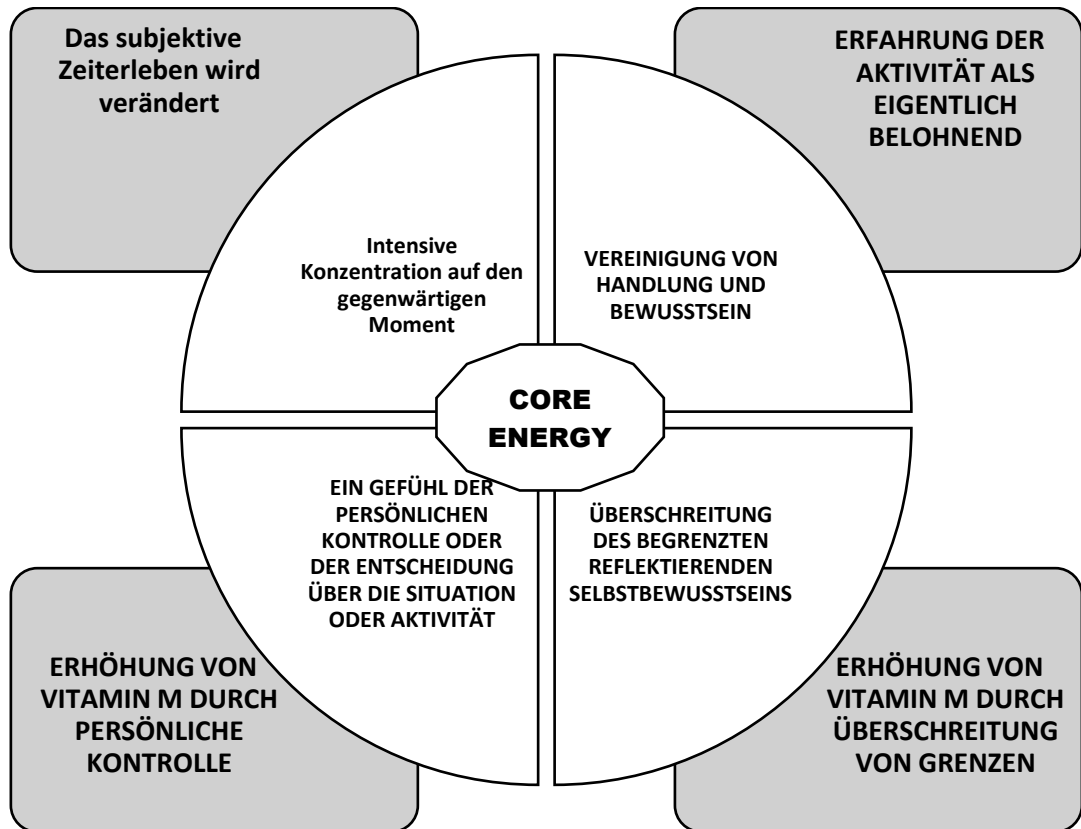 Das subjektive
Zeiterleben wird
verändert
ERFAHRUNG DER
AKTIVITÄT ALS
EIGENTLICH
BELOHNEND
Intensive
Konzentration auf den
gegenwärtigen
Moment
VEREINIGUNG VON
HANDLUNG UND
BEWUSSTSEIN
CORE
ENERGY
EIN GEFÜHL DER
PERSÖNLICHEN
KONTROLLE ODER
DER ENTSCHEIDUNG
ÜBER DIE SITUATION
ODER AKTIVITÄT
ÜBERSCHREITUNG
DES BEGRENZTEN
REFLEKTIERENDEN
SELBSTBEWUSSTSEINS
ERHÖHUNG VON
VITAMIN M DURCH
PERSÖNLICHE
KONTROLLE
ERHÖHUNG VON
VITAMIN M DURCH
ÜBERSCHREITUNG
VON GRENZEN